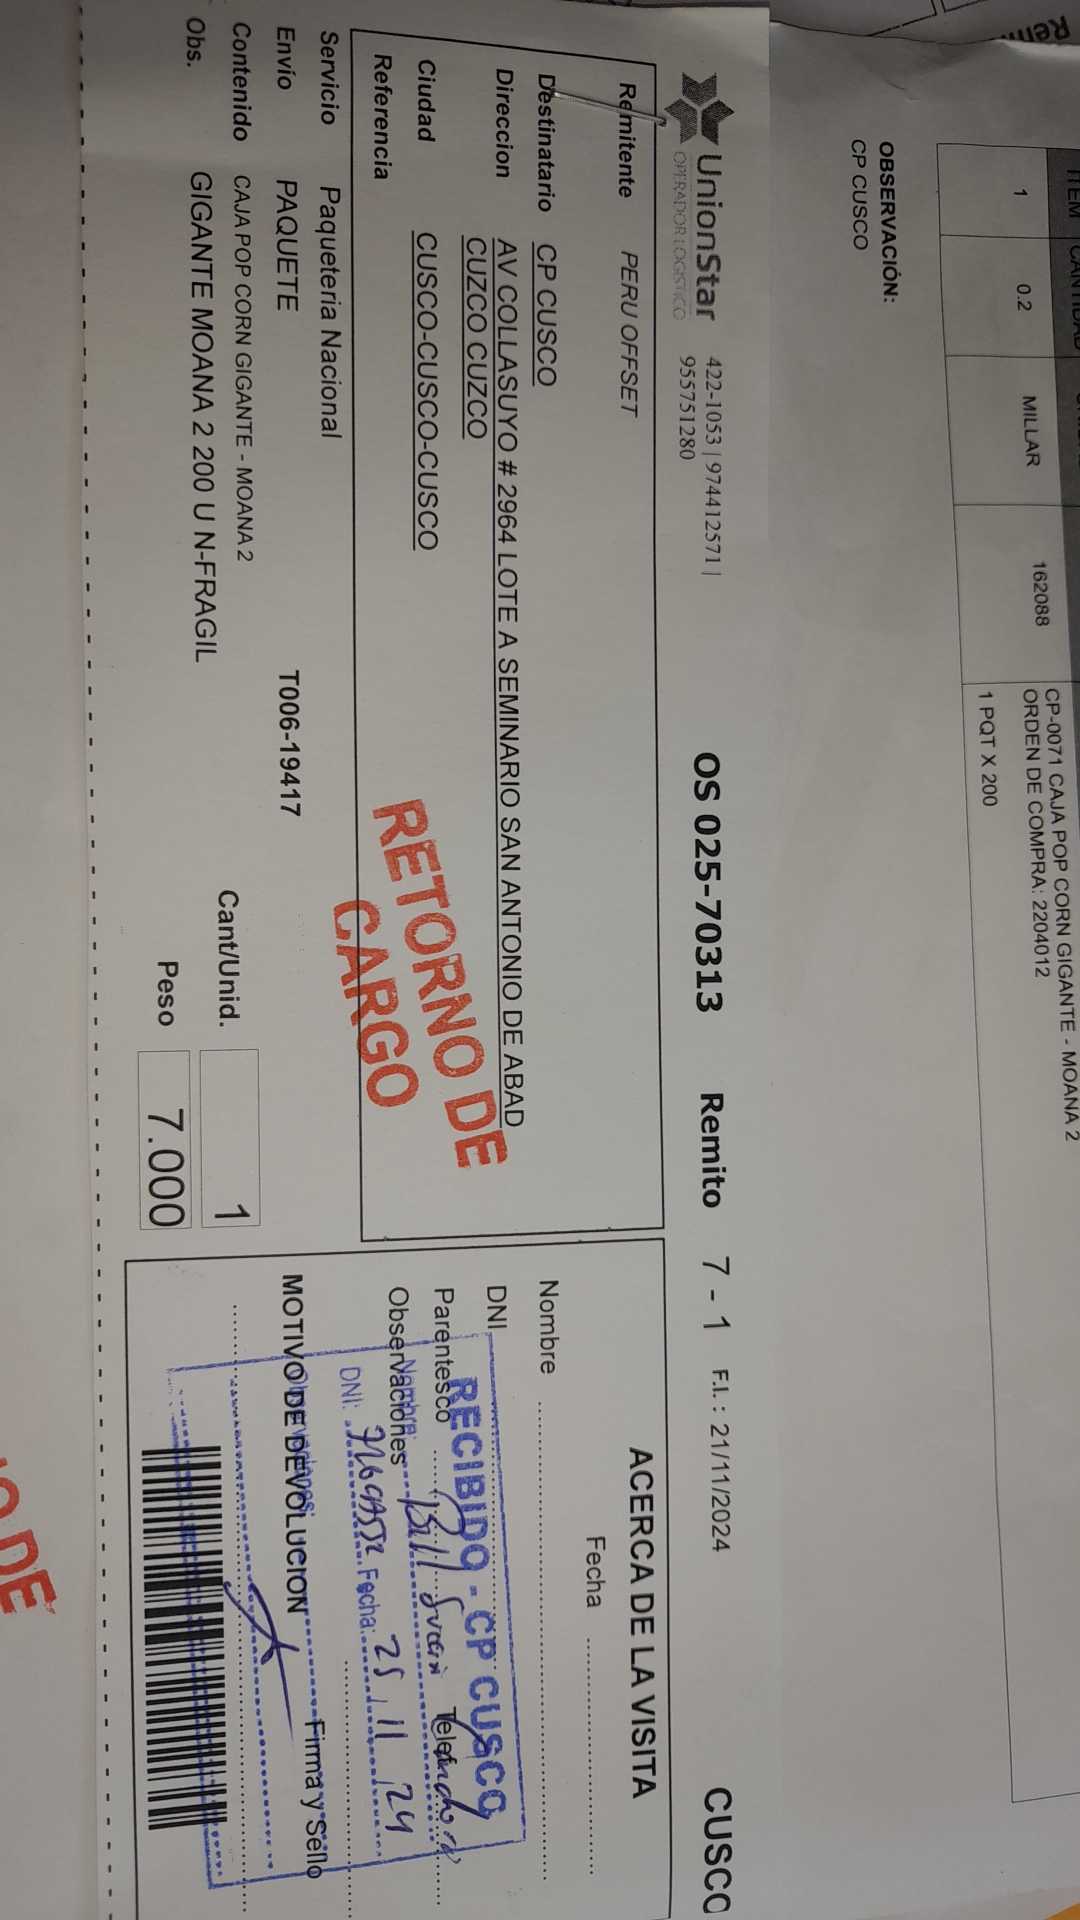 ITEM
1 0.2 MILLAR 162088 CP-0071 CAJA POP CORN GIGANTE - MOANA 2
ORDEN DE COMPRA: 2204012
1 PQT X 200
OBSERVACIÓN:
CP CUSCO
UnionStar
OPERADOR LOGISTICO
422-1053 | 974412571 |
955751280
OS 025-70313 Remito 7 - 1 F.I. : 21/11/2024 CUSCO
Remitente PERU OFFSET
Destinatario CP CUSCO
Direccion AV COLLASUYO # 2964 LOTE A SEMINARIO SAN ANTONIO DE ABAD
CUZCO CUZCO
Ciudad CUSCO-CUSCO-CUSCO
Referencia
RETORNO DE
CARGO
Servicio Paqueteria Nacional
Envío PAQUETE T006-19417
Contenido CAJA POP CORN GIGANTE - MOANA 2
Obs. GIGANTE MOANA 2 200 U N-FRAGIL
Cant/Unid. 1
Peso 7.000
ACERCA DE LA VISITA
Fecha
Nombre
DNI
Parentesco Telefono
Observaciones
MOTIVO DE DEVOLUCION
Firma y Sello
RECIBIDO - CP CUSCO
Nombre: Bill
DNI: Fecha: 25 11 24
Observaciones:
O DE